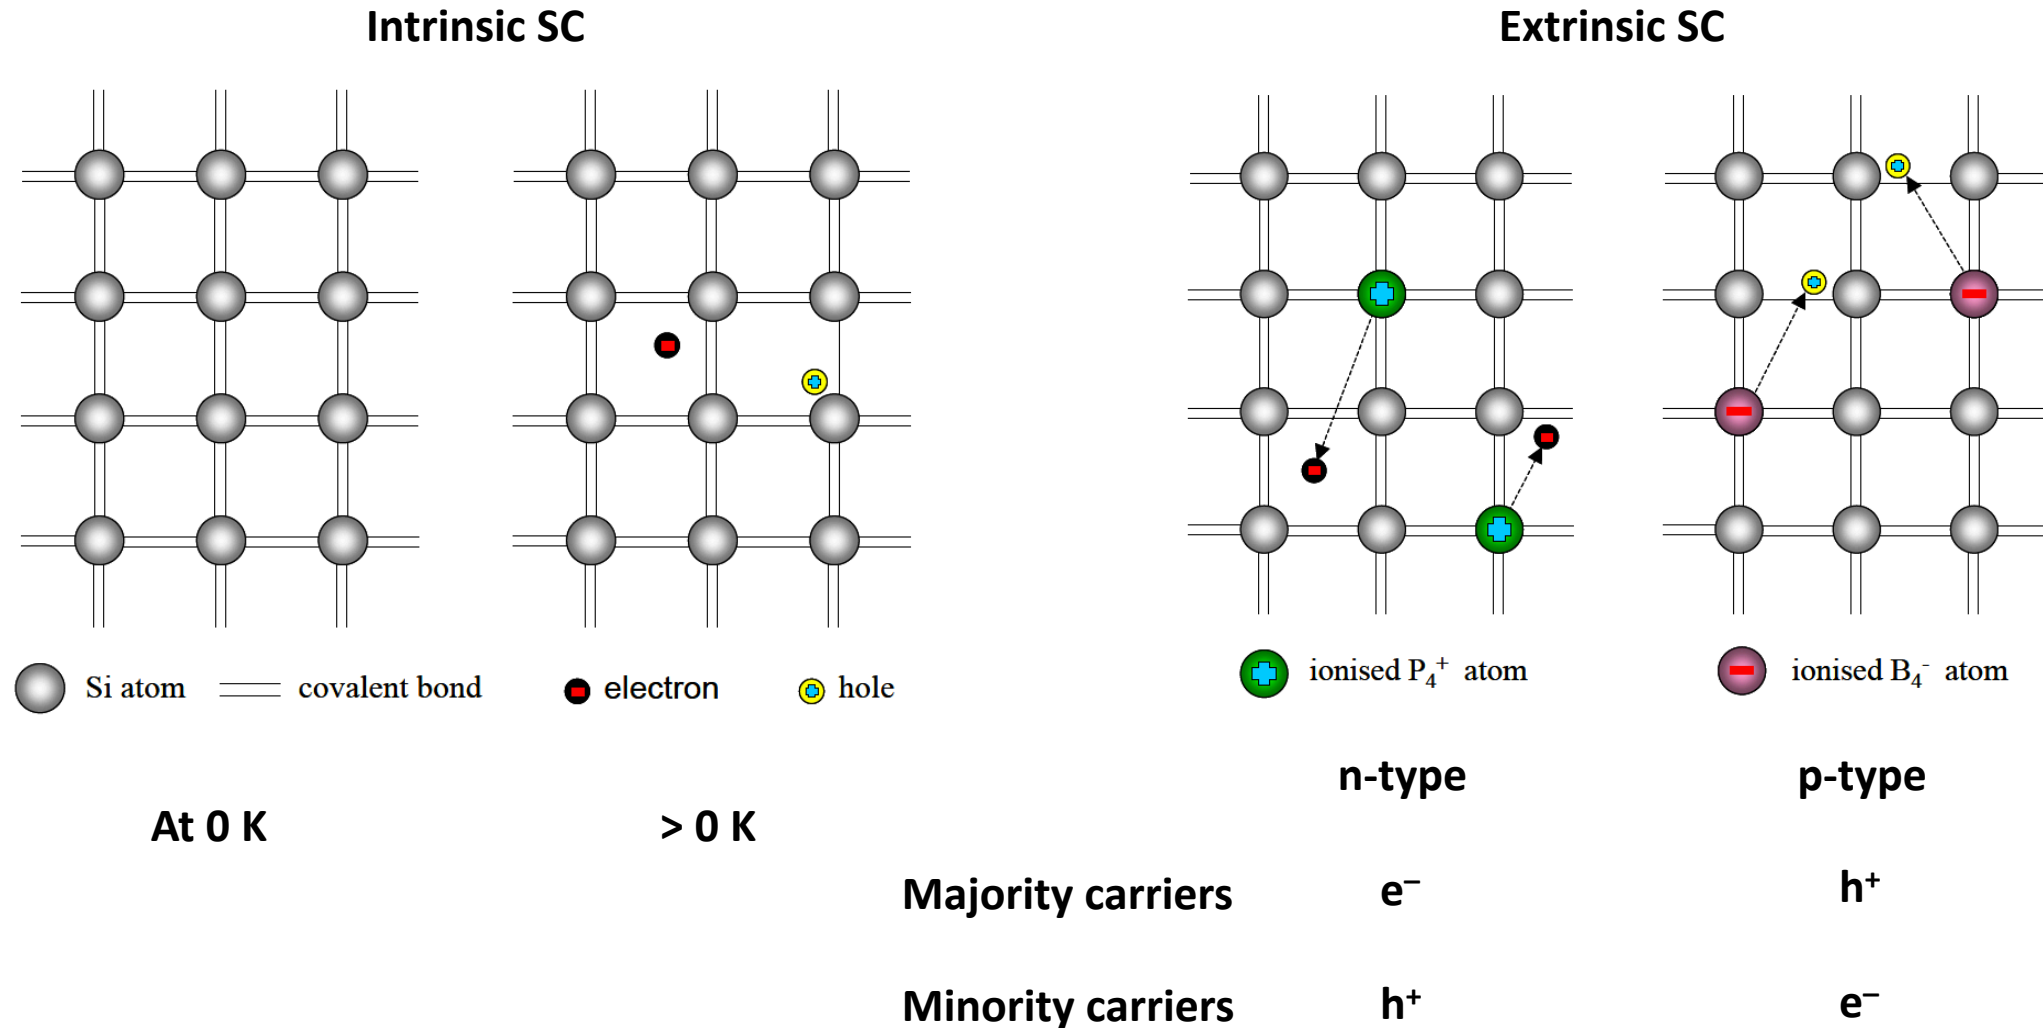 Intrinsic SC
Extrinsic SC
Si atom
covalent bond
electron
hole
ionised P₄⁺ atom
ionised B₄⁻ atom
n-type
p-type
At 0 K
> 0 K
Majority carriers e⁻ h⁺
Minority carriers h⁺ e⁻